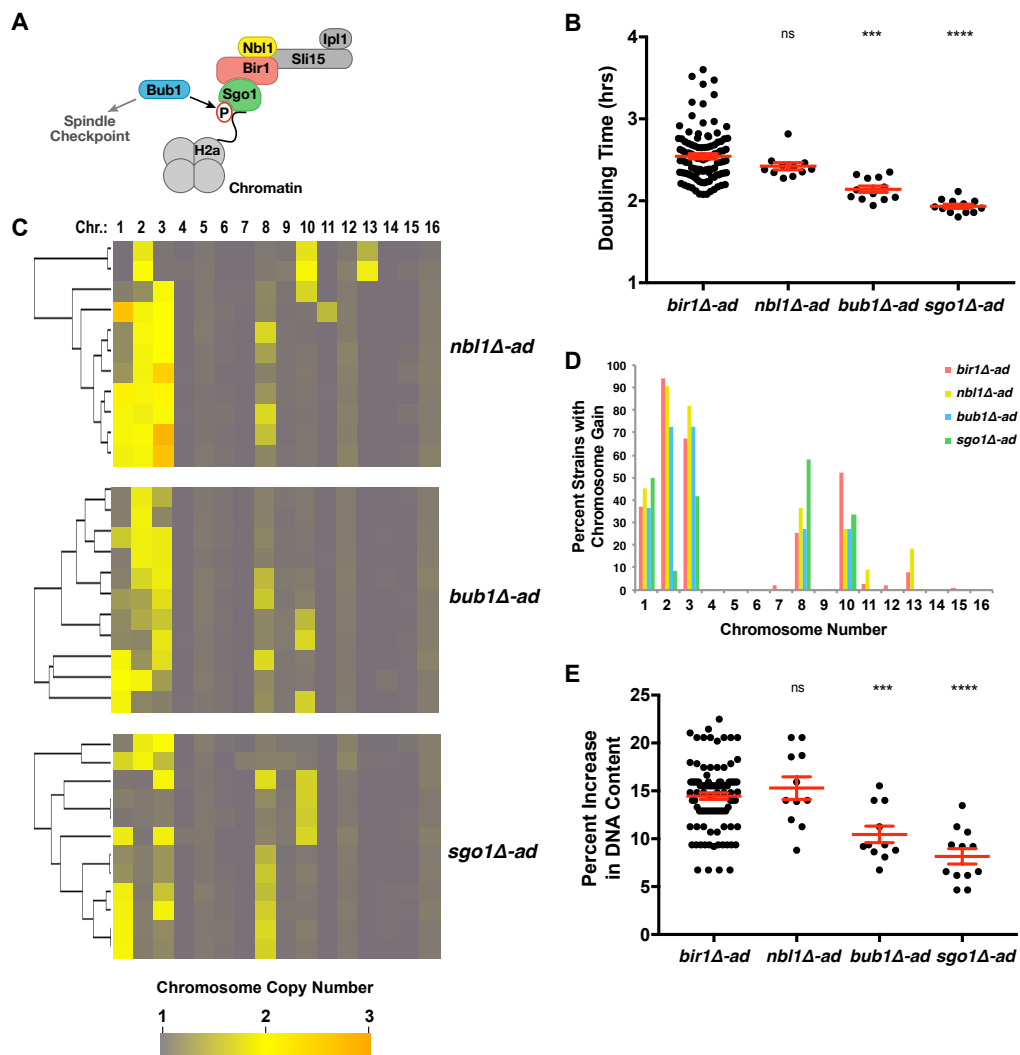 A
Nbl1
Ipl1
Sli15
Bir1
Bub1
Sgo1
P
Spindle
Checkpoint
H2a
Chromatin
B
ns
***
****
Doubling Time (hrs)
4
3
2
1
bir1Δ-ad nbl1Δ-ad bub1Δ-ad sgo1Δ-ad
C
Chr.: 1 2 3 4 5 6 7 8 9 10 11 12 13 14 15 16
nbl1Δ-ad
bub1Δ-ad
sgo1Δ-ad
Chromosome Copy Number
1 2 3
D
bir1Δ-ad
nbl1Δ-ad
bub1Δ-ad
sgo1Δ-ad
Percent Strains with
Chromosome Gain
100
90
80
70
60
50
40
30
20
10
0
1 2 3 4 5 6 7 8 9 10 11 12 13 14 15 16
Chromosome Number
E
ns
***
****
Percent Increase
in DNA Content
25
20
15
10
5
0
bir1Δ-ad nbl1Δ-ad bub1Δ-ad sgo1Δ-ad